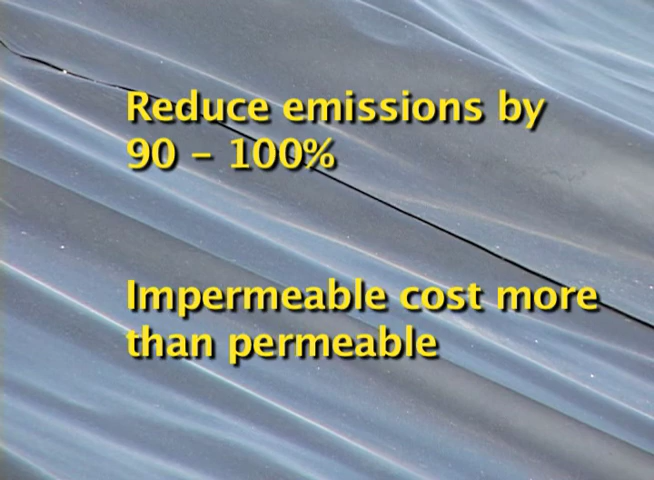 Reduce emissions by
90 – 100%
Impermeable cost more
than permeable